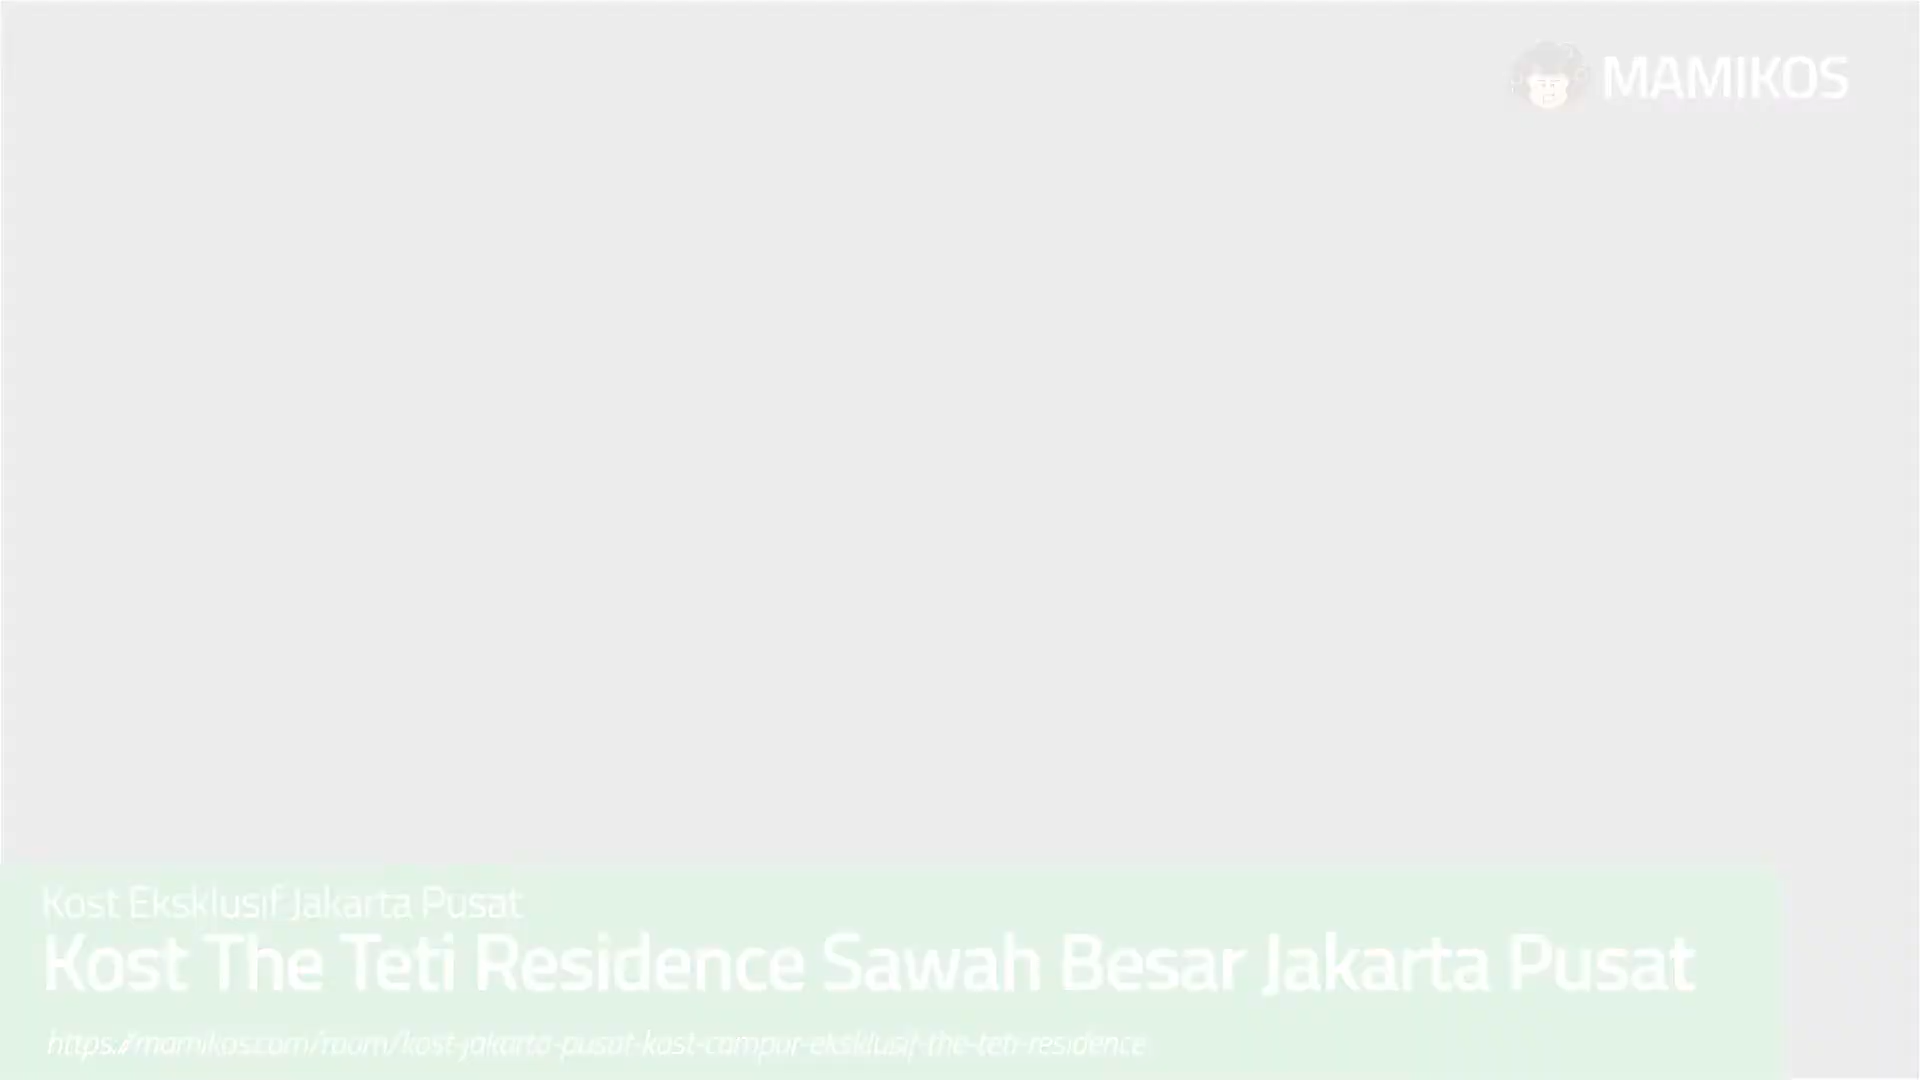 MAMIKOS
Kost Eksklusif Jakarta Pusat
Kost The Teti Residence Sawah Besar Jakarta Pusat
https://mamikos.com/room/kost-jakarta-pusat-kost-campur-eksklusif-the-teti-residence